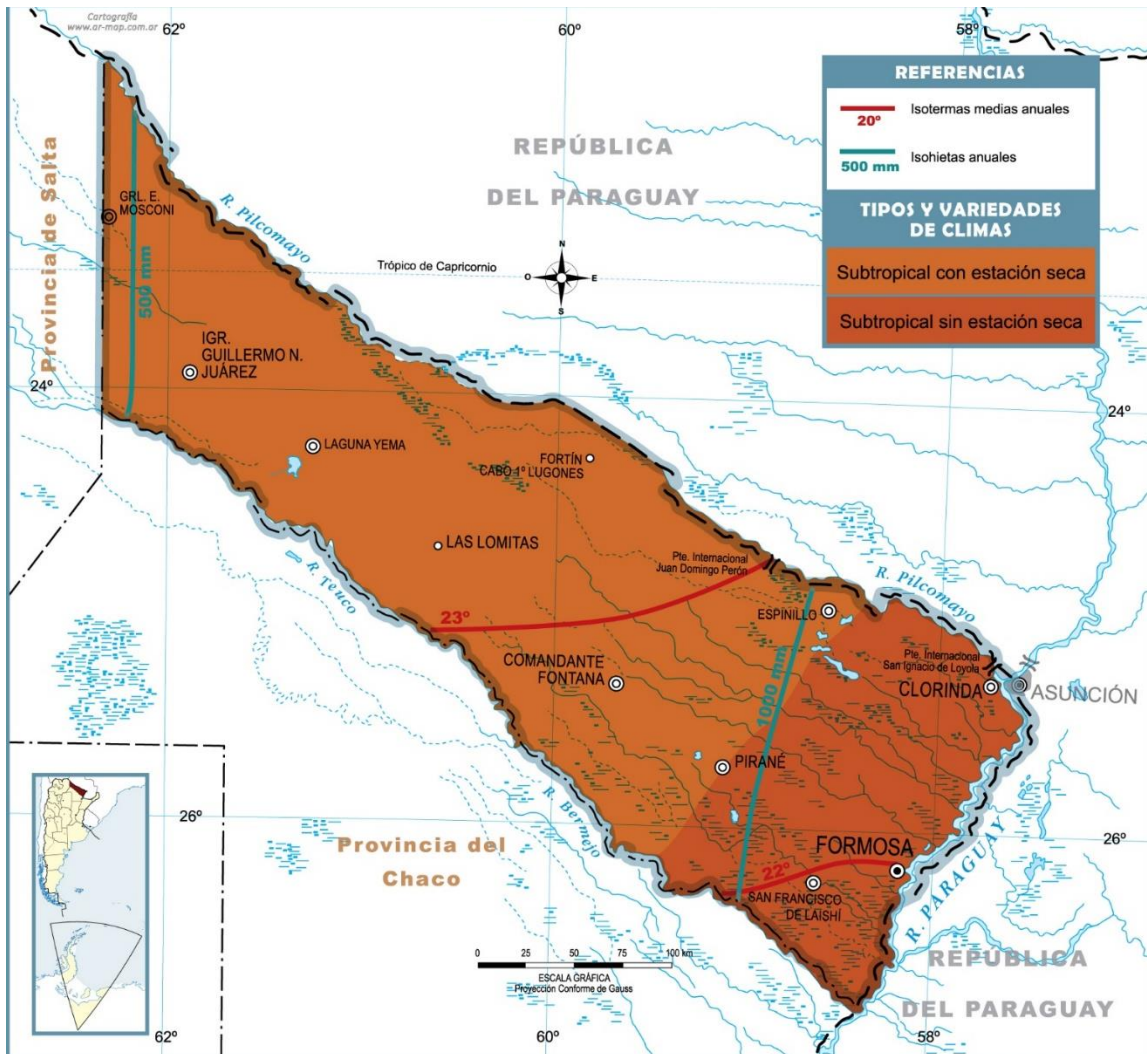 Cartografía
www.ar-map.com.ar
62º
60º
58º
REFERENCIAS
20º
Isotermas medias anuales
500 mm
Isohietas anuales
TIPOS Y VARIEDADES
DE CLIMAS
Subtropical con estación seca
Subtropical sin estación seca
REPÚBLICA
DEL PARAGUAY
Provincia de Salta
GRL. E.
MOSCONI
R. Pilcomayo
500 mm
Trópico de Capricornio
N
O
E
S
IGR.
GUILLERMO N.
JUÁREZ
24º
24º
LAGUNA YEMA
FORTÍN
CABO 1º LUGONES
LAS LOMITAS
Pte. Internacional
Juan Domingo Perón
R. Teuco
R. Pilcomayo
23º
ESPINILLO
COMANDANTE
FONTANA
1000 mm
Pte. Internacional
San Ignacio de Loyola
CLORINDA
ASUNCIÓN
PIRANÉ
R. Bermejo
26º
26º
Provincia del
Chaco
FORMOSA
22º
SAN FRANCISCO
DE LAISHÍ
R. PARAGUAY
0
25
50
75
100 km
ESCALA GRÁFICA
Proyección Conforme de Gauss
REPÚBLICA
DEL PARAGUAY
62º
60º
58º